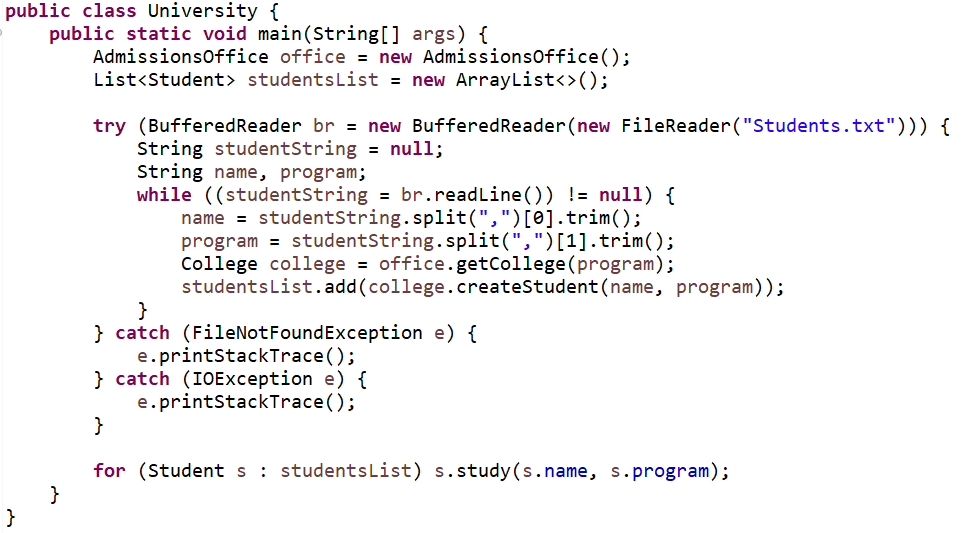 public class University {
    public static void main(String[] args) {
        AdmissionsOffice office = new AdmissionsOffice();
        List<Student> studentsList = new ArrayList<>();

        try (BufferedReader br = new BufferedReader(new FileReader("Students.txt"))) {
            String studentString = null;
            String name, program;
            while ((studentString = br.readLine()) != null) {
                name = studentString.split(",")[0].trim();
                program = studentString.split(",")[1].trim();
                College college = office.getCollege(program);
                studentsList.add(college.createStudent(name, program));
            }
        } catch (FileNotFoundException e) {
            e.printStackTrace();
        } catch (IOException e) {
            e.printStackTrace();
        }

        for (Student s : studentsList) s.study(s.name, s.program);
    }
}